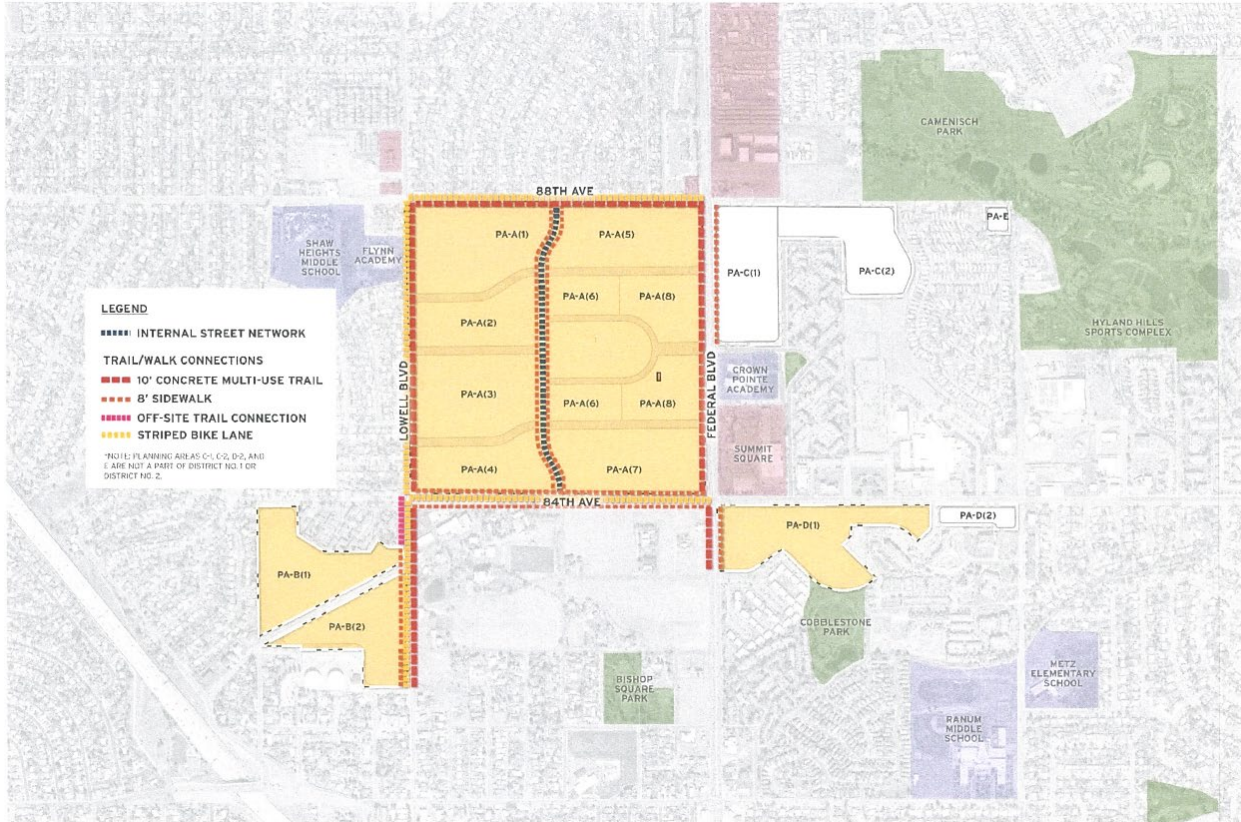 CAMENISCH
PARK
88TH AVE
PA-A(1)
PA-A(5)
PA-E
SHAW
HEIGHTS
MIDDLE
SCHOOL
FLYNN
ACADEMY
PA-C(1)
PA-C(2)
PA-A(6)
PA-A(8)
LEGEND
INTERNAL STREET NETWORK
TRAIL/WALK CONNECTIONS
10' CONCRETE MULTI-USE TRAIL
8' SIDEWALK
OFF-SITE TRAIL CONNECTION
STRIPED BIKE LANE
*NOTE: PLANNING AREAS C-1, C-2, D-2, AND
E ARE NOT A PART OF DISTRICT NO. 1 OR
DISTRICT NO. 2.
PA-A(2)
HYLAND HILLS
SPORTS COMPLEX
LOWELL BLVD
FEDERAL BLVD
CROWN
POINTE
ACADEMY
PA-A(3)
PA-A(6)
PA-A(8)
SUMMIT
SQUARE
PA-A(4)
PA-A(7)
84TH AVE
PA-D(1)
PA-D(2)
PA-B(1)
PA-B(2)
COBBLESTONE
PARK
BISHOP
SQUARE
PARK
METZ
ELEMENTARY
SCHOOL
RANUM
MIDDLE
SCHOOL